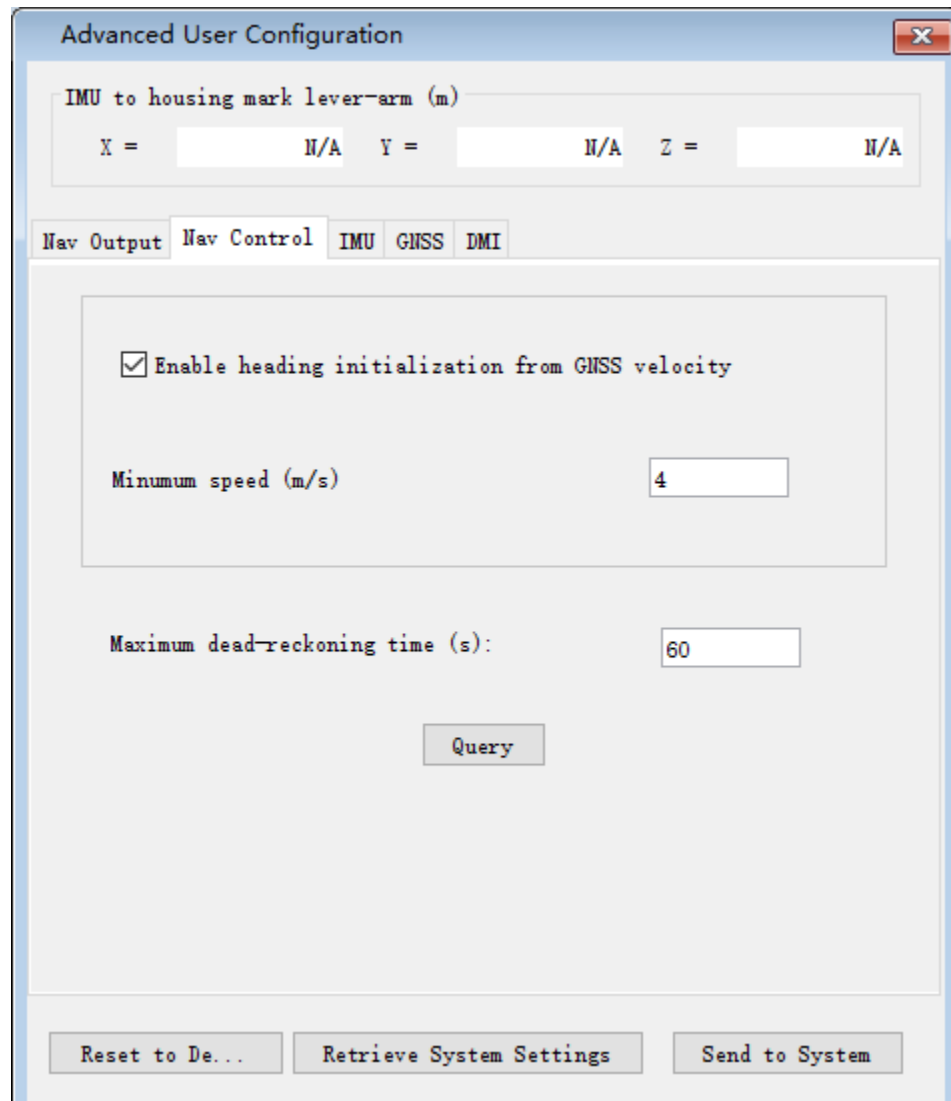 Advanced User Configuration
IMU to housing mark lever-arm (m)
X = N/A Y = N/A Z = N/A
Nav Output Nav Control IMU GNSS DMI
Enable heading initialization from GNSS velocity
Minumum speed (m/s) 4
Maximum dead-reckoning time (s): 60
Query
Reset to De... Retrieve System Settings Send to System